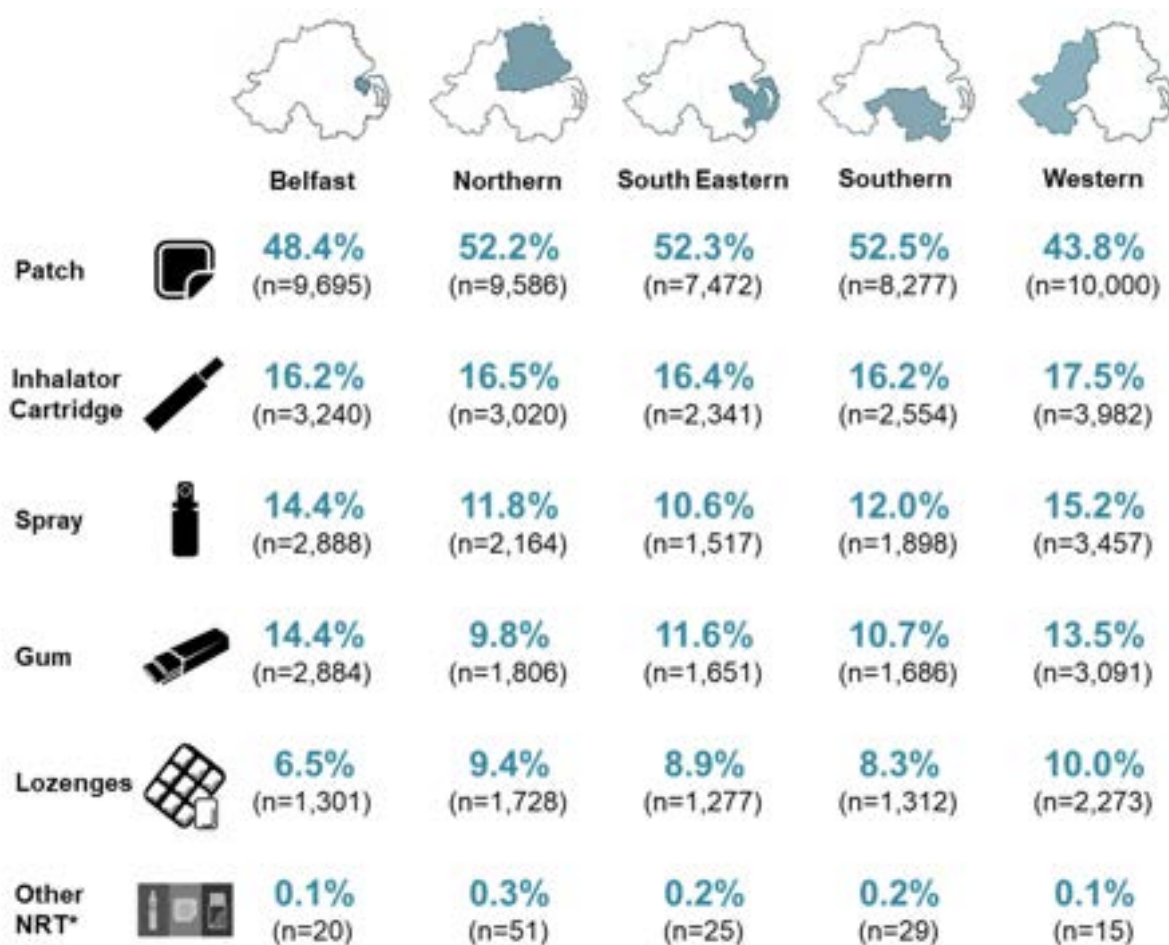 Belfast Northern South Eastern Southern Western
Patch 48.4% 52.2% 52.3% 52.5% 43.8%
(n=9,695) (n=9,586) (n=7,472) (n=8,277) (n=10,000)
Inhalator
Cartridge 16.2% 16.5% 16.4% 16.2% 17.5%
(n=3,240) (n=3,020) (n=2,341) (n=2,554) (n=3,982)
Spray 14.4% 11.8% 10.6% 12.0% 15.2%
(n=2,888) (n=2,164) (n=1,517) (n=1,898) (n=3,457)
Gum 14.4% 9.8% 11.6% 10.7% 13.5%
(n=2,884) (n=1,806) (n=1,651) (n=1,686) (n=3,091)
Lozenges 6.5% 9.4% 8.9% 8.3% 10.0%
(n=1,301) (n=1,728) (n=1,277) (n=1,312) (n=2,273)
Other
NRT* 0.1% 0.3% 0.2% 0.2% 0.1%
(n=20) (n=51) (n=25) (n=29) (n=15)